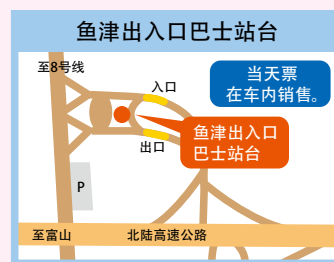 鱼津出入口巴士站台
至8号线
入口
当天票
在车内销售。
鱼津出入口
巴士站台
出口
P
至富山
北陆高速公路